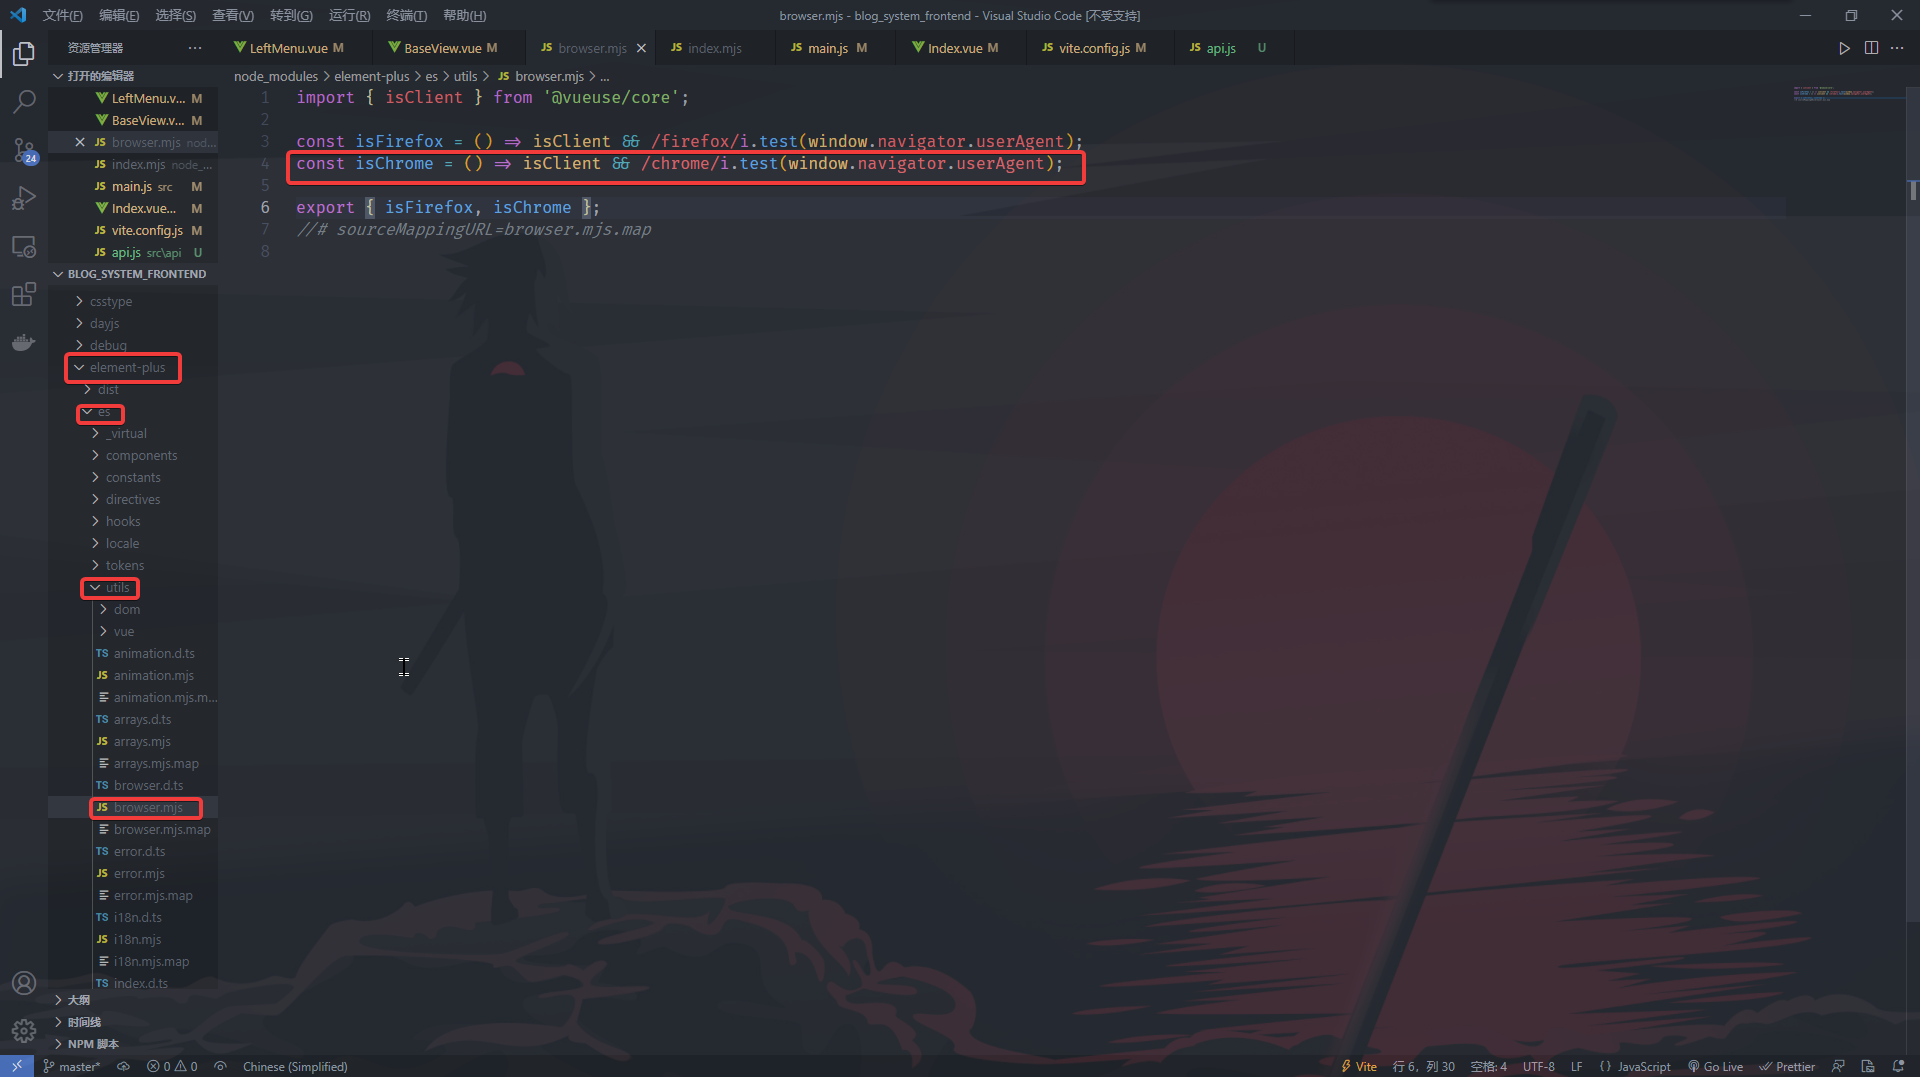 文件(F) 编辑(E) 选择(S) 查看(V) 转到(G) 运行(R) 终端(T) 帮助(H) browser.mjs - blog_system_frontend - Visual Studio Code [不受支持]
资源管理器 ··· LeftMenu.vue M BaseView.vue M JS browser.mjs JS index.mjs JS main.js M Index.vue M JS vite.config.js M JS api.js U ···
打开的编辑器
LeftMenu.v... M
BaseView.v... M
JS browser.mjs nod...
JS index.mjs node_...
JS main.js src M
Index.vue... M
JS vite.config.js M
JS api.js src\api U
24
BLOG_SYSTEM_FRONTEND
csstype
dayjs
debug
element-plus
dist
es
_virtual
components
constants
directives
hooks
locale
tokens
utils
dom
vue
TS animation.d.ts
JS animation.mjs
animation.mjs.m...
TS arrays.d.ts
JS arrays.mjs
arrays.mjs.map
TS browser.d.ts
JS browser.mjs
browser.mjs.map
TS error.d.ts
JS error.mjs
error.mjs.map
TS i18n.d.ts
JS i18n.mjs
i18n.mjs.map
TS index.d.ts
大纲
时间线
NPM 脚本
node_modules > element-plus > es > utils > JS browser.mjs > ...
1 import { isClient } from '@vueuse/core';
2
3 const isFirefox = () => isClient && /firefox/i.test(window.navigator.userAgent);
4 const isChrome = () => isClient && /chrome/i.test(window.navigator.userAgent);
5
6 export { isFirefox, isChrome };
7 //# sourceMappingURL=browser.mjs.map
8
master* 0 0 Chinese (Simplified) Vite 行 6，列 30 空格: 4 UTF-8 LF {} JavaScript Go Live Prettier